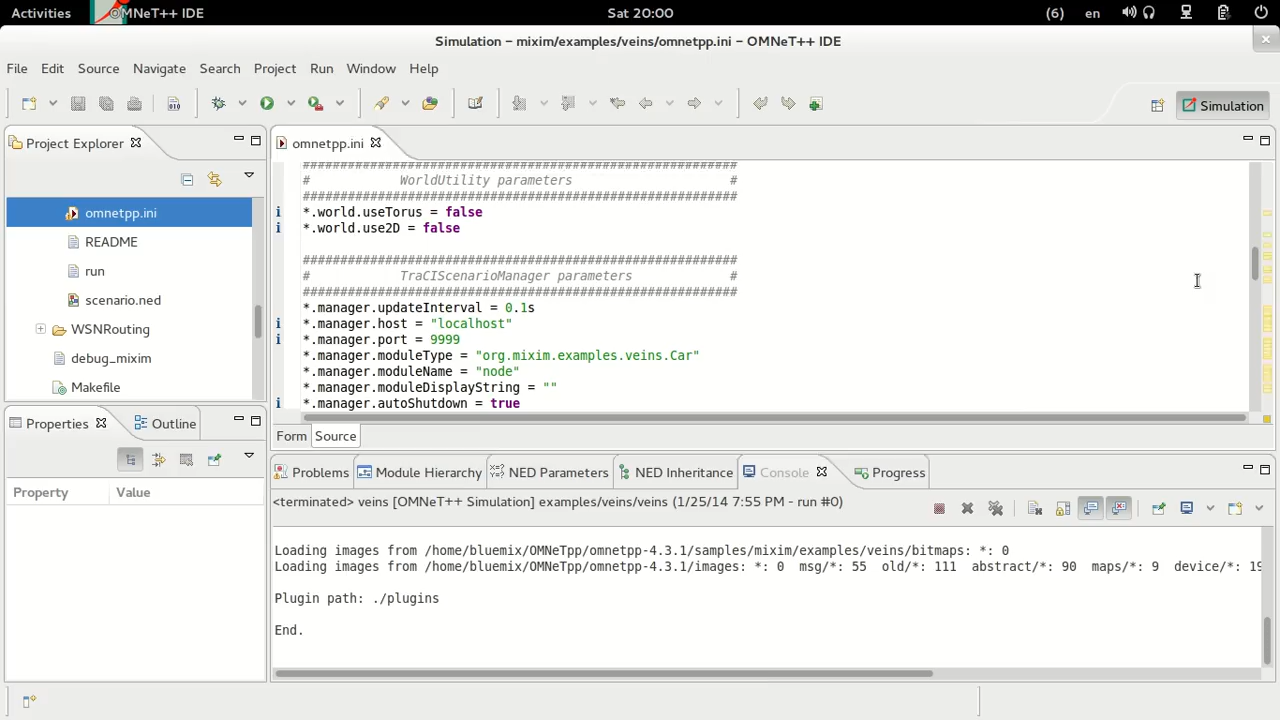 Activities
OMNeT++ IDE
Sat 20:00
(6)
en
Simulation – mixim/examples/veins/omnetpp.ini – OMNeT++ IDE
File Edit Source Navigate Search Project Run Window Help
010
Simulation
Project Explorer
omnetpp.ini
README
run
scenario.ned
WSNRouting
debug_mixim
Makefile
Properties
Outline
Property
Value
omnetpp.ini
##########################################################
# WorldUtility parameters #
##########################################################
*.world.useTorus = false
*.world.use2D = false
##########################################################
# TraCIScenarioManager parameters #
##########################################################
*.manager.updateInterval = 0.1s
*.manager.host = "localhost"
*.manager.port = 9999
*.manager.moduleType = "org.mixim.examples.veins.Car"
*.manager.moduleName = "node"
*.manager.moduleDisplayString = ""
*.manager.autoShutdown = true
Form Source
Problems Module Hierarchy NED Parameters NED Inheritance Console Progress
<terminated> veins [OMNeT++ Simulation] examples/veins/veins (1/25/14 7:55 PM - run #0)
Loading images from /home/bluemix/OMNeTpp/omnetpp-4.3.1/samples/mixim/examples/veins/bitmaps: *: 0
Loading images from /home/bluemix/OMNeTpp/omnetpp-4.3.1/images: *: 0 msg/*: 55 old/*: 111 abstract/*: 90 maps/*: 9 device/*: 19
Plugin path: ./plugins
End.